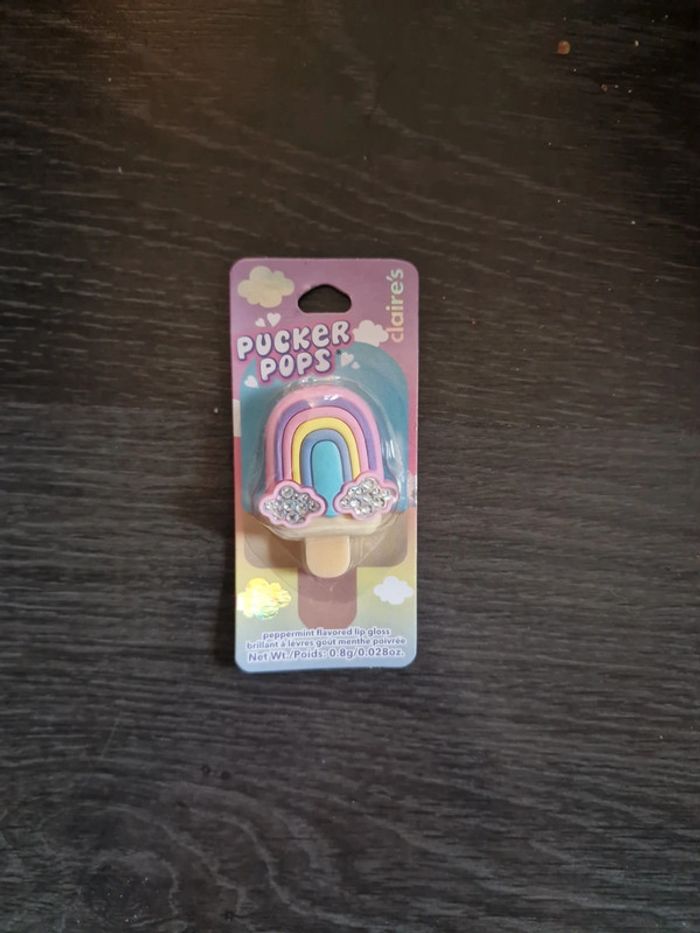 claire's
PUCKER
POPS
peppermint flavored lip gloss
brillant à lèvres goût menthe poivrée
Net Wt./Poids: 0.8g/0.028oz.